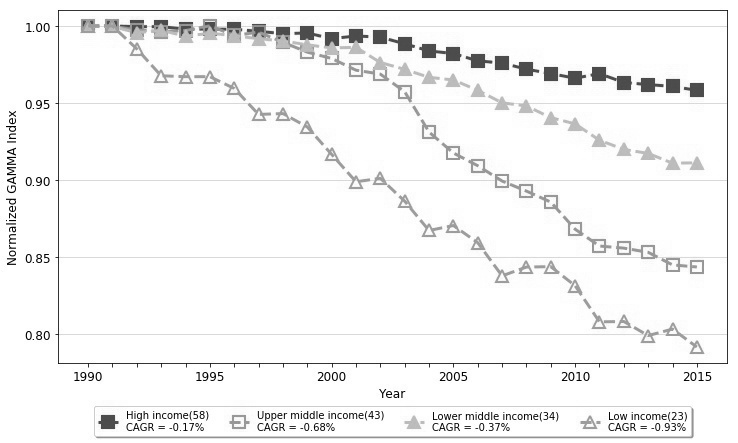 1.00
0.95
0.90
0.85
0.80
Normalized GAMMA Index
1990 1995 2000 2005 2010 2015
Year
High income(58) Upper middle income(43) Lower middle income(34) Low income(23)
CAGR = -0.17% CAGR = -0.68% CAGR = -0.37% CAGR = -0.93%